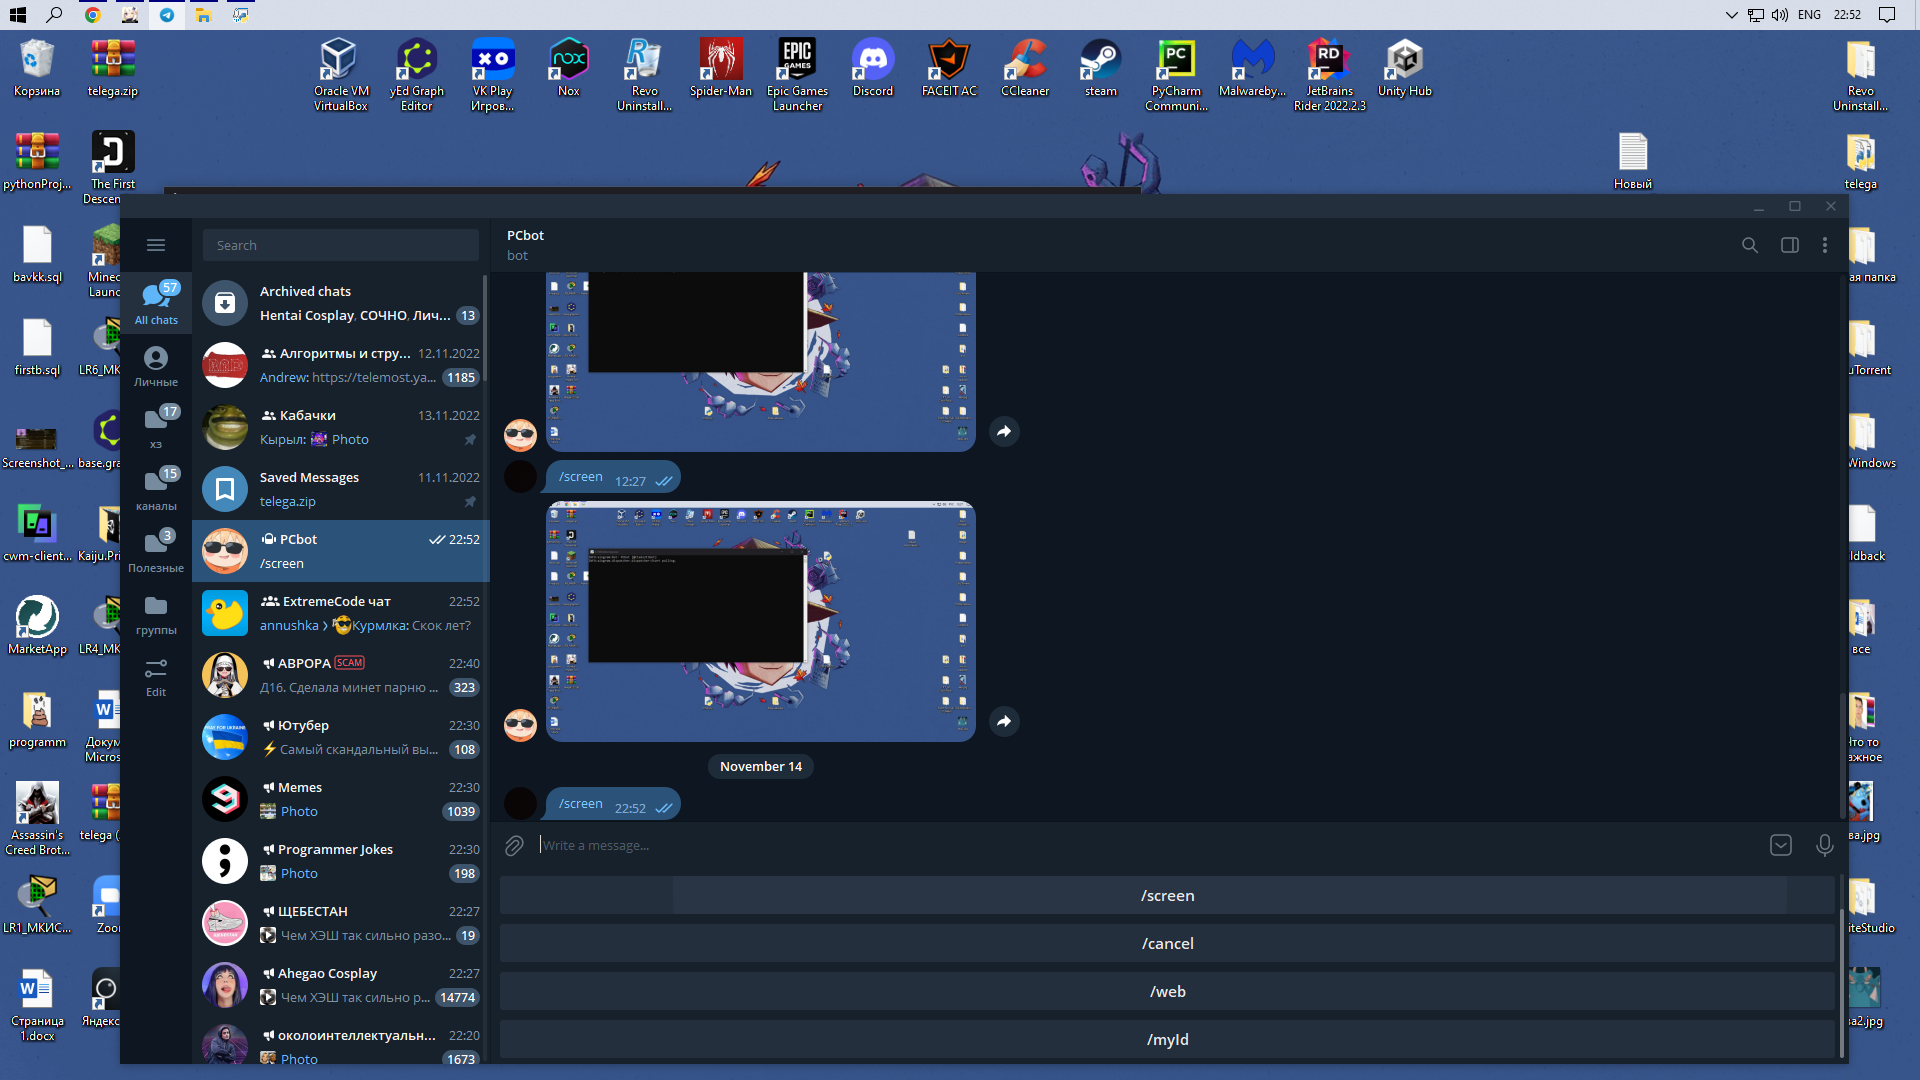 ENG
22:52
Корзина
telega.zip
Oracle VM
VirtualBox
yEd Graph
Editor
VK Play
Игров...
Nox
Revo
Uninstall...
Spider-Man
Epic Games
Launcher
Discord
FACEIT AC
CCleaner
steam
PyCharm
Communi...
Malwareby...
JetBrains
Rider 2022.2.3
Unity Hub
Revo
Uninstall...
pythonProj...
The First
Descen
Новый
telega
bavkk.sql
Minec
Launc
ая папка
firstb.sql
LR6_МК
uTorrent
Screenshot_...
base.gra
Windows
cwm-client...
Kaiju.Pri
ldback
MarketApp
LR4_МК
все
programm
Докум
Micros
Что то
ажное
Assassin's
Creed Brot...
telega (
ва.jpg
LR1_МКИС...
Zoo
iteStudio
Страница
1.docx
Яндекс
ва2.jpg
57
All chats
Личные
17
хз
15
каналы
3
Полезные
группы
Edit
Search
Archived chats
Hentai Cosplay, СОЧНО, Лич... 13
Алгоритмы и стру... 12.11.2022
Andrew: https://telemost.ya... 1185
Кабачки 13.11.2022
Кырыл: Photo
Saved Messages 11.11.2022
telega.zip
PCbot 22:52
/screen
ExtremeCode чат 22:52
annushka › Курмлка: Скок лет?
АВРОРА SCAM 22:40
Д16. Сделала минет парню ... 323
Ютубер 22:30
⚡Самый скандальный вы... 108
Memes 22:30
Photo 1039
Programmer Jokes 22:30
Photo 198
ЩЕБЕСТАН 22:27
Чем ХЭШ так сильно разо... 19
Ahegao Cosplay 22:27
Чем ХЭШ так сильно р... 14774
околоинтеллектуальн... 22:20
Photo 1673
PCbot
bot
/screen 12:27
November 14
/screen 22:52
Write a message...
/screen
/cancel
/web
/myId